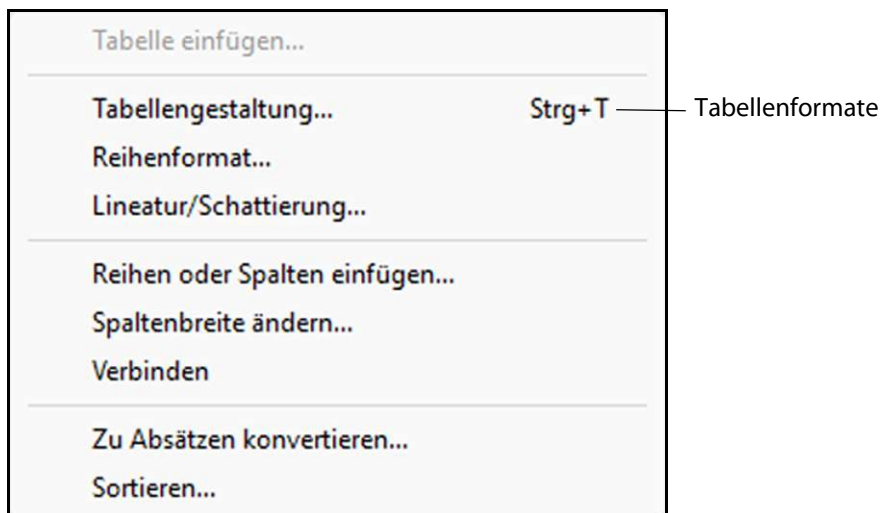 Tabelle einfügen...
Tabellengestaltung... Strg+T Tabellenformate
Reihenformat...
Lineatur/Schattierung...
Reihen oder Spalten einfügen...
Spaltenbreite ändern...
Verbinden
Zu Absätzen konvertieren...
Sortieren...